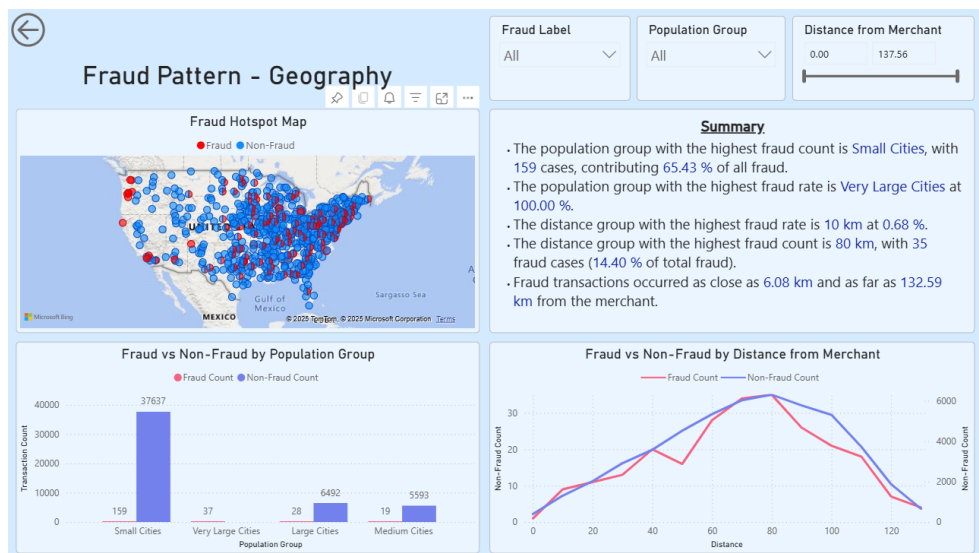 Fraud Pattern - Geography
Fraud Label
All
Population Group
All
Distance from Merchant
0.00 137.56
Fraud Hotspot Map
Fraud Non-Fraud
MEXICO
Gulf of
Mexico
Sargasso Sea
Microsoft Bing
© 2025 Microsoft Corporation Terms
Summary
• The population group with the highest fraud count is Small Cities, with
159 cases, contributing 65.43 % of all fraud.
• The population group with the highest fraud rate is Very Large Cities at
100.00 %.
• The distance group with the highest fraud rate is 10 km at 0.68 %.
• The distance group with the highest fraud count is 80 km, with 35
fraud cases (14.40 % of total fraud).
• Fraud transactions occurred as close as 6.08 km and as far as 132.59
km from the merchant.
Fraud vs Non-Fraud by Population Group
Fraud Count Non-Fraud Count
Transaction Count
40000
30000
20000
10000
0
159
37637
37
28
6492
19
5593
Small Cities Very Large Cities Large Cities Medium Cities
Population Group
Fraud vs Non-Fraud by Distance from Merchant
Fraud Count Non-Fraud Count
Non-Fraud Count
30
20
10
0
6000
4000
2000
0
Non-Fraud Count
0 20 40 60 80 100 120
Distance